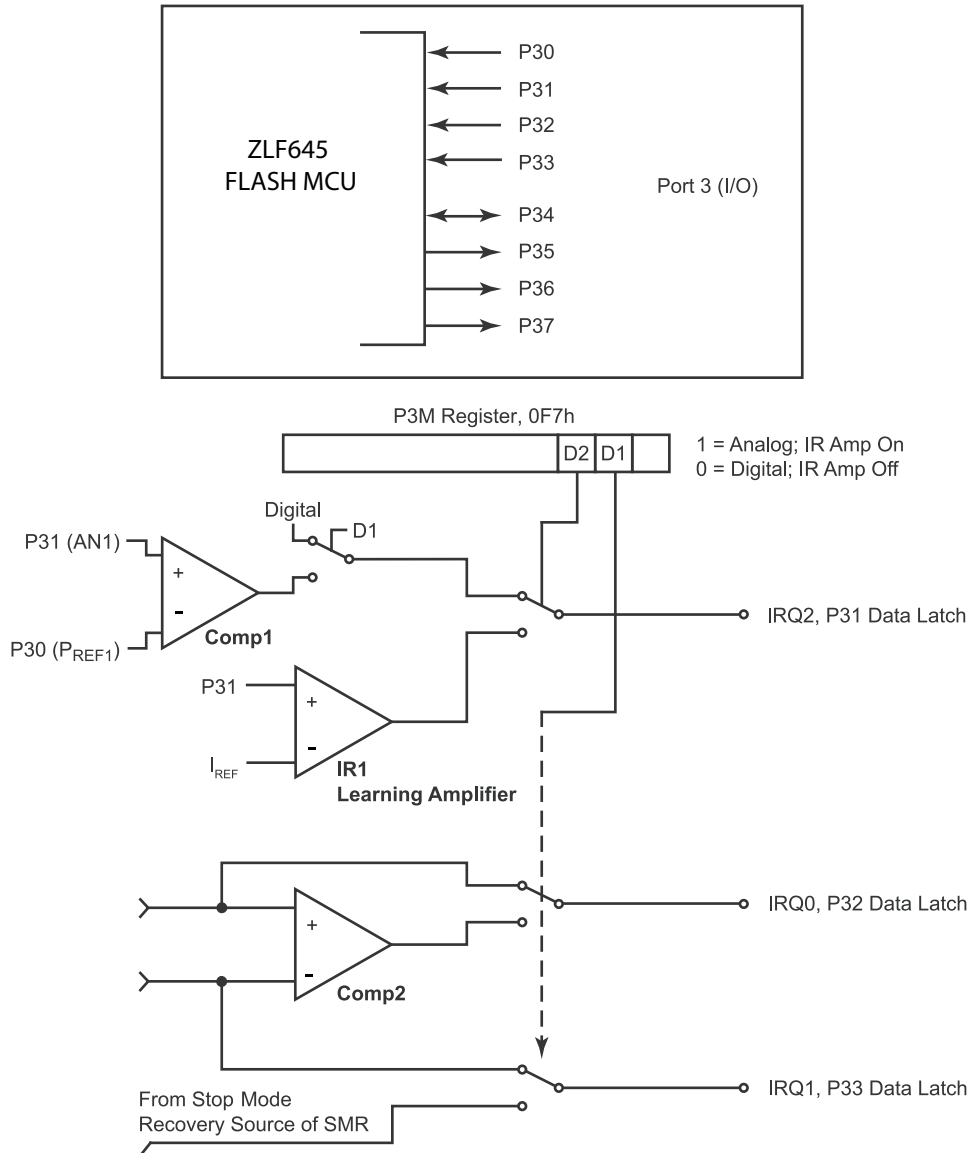 ZLF645
FLASH MCU
P30
P31
P32
P33
P34
P35
P36
P37
Port 3 (I/O)
P3M Register, 0F7h
D2 D1
1 = Analog; IR Amp On
0 = Digital; IR Amp Off
Digital
D1
P31 (AN1)
+
-
P30 (PREF1)
Comp1
IRQ2, P31 Data Latch
P31
+
-
IREF
IR1
Learning Amplifier
+
-
Comp2
IRQ0, P32 Data Latch
From Stop Mode
Recovery Source of SMR
IRQ1, P33 Data Latch